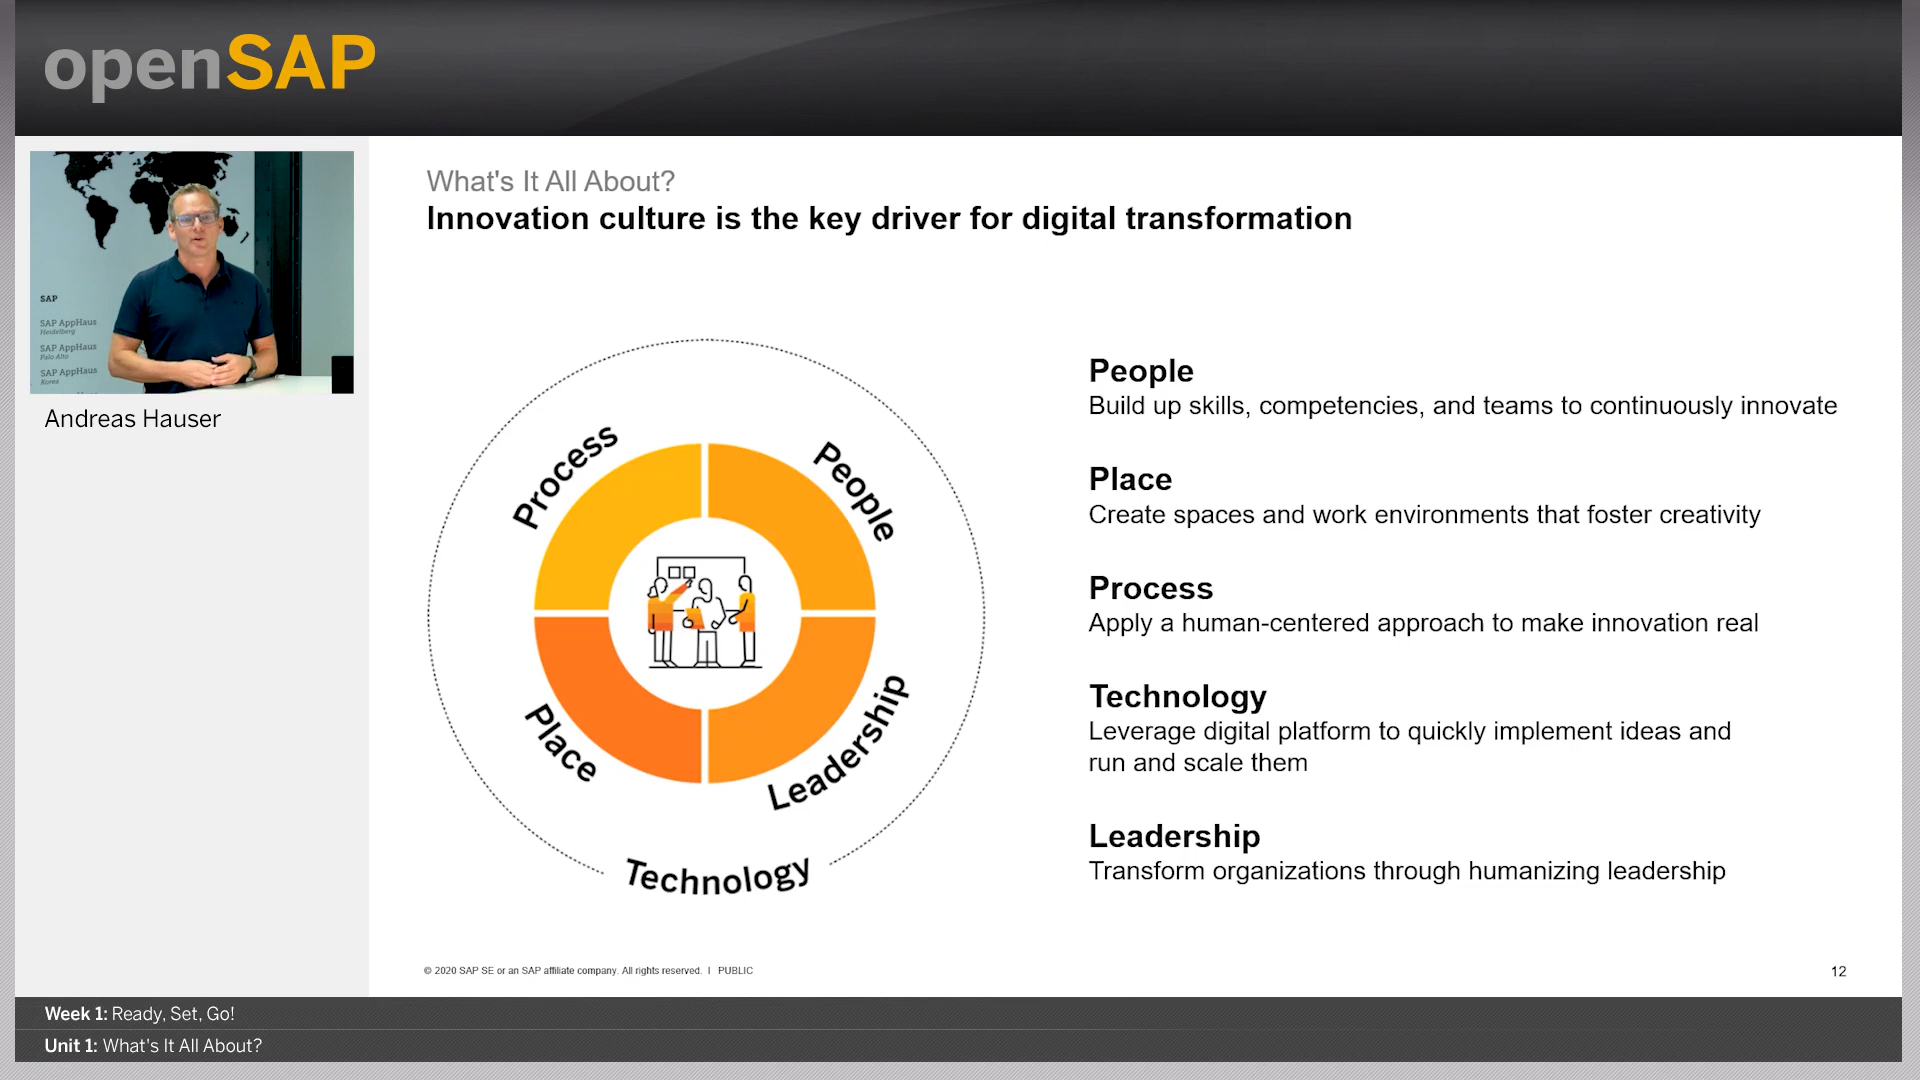 openSAP
SAP
SAP AppHaus
Heidelberg
SAP AppHaus
Palo Alto
SAP AppHaus
Korea
Andreas Hauser
What's It All About?
Innovation culture is the key driver for digital transformation
Process
People
Place
Leadership
Technology
People
Build up skills, competencies, and teams to continuously innovate
Place
Create spaces and work environments that foster creativity
Process
Apply a human-centered approach to make innovation real
Technology
Leverage digital platform to quickly implement ideas and
run and scale them
Leadership
Transform organizations through humanizing leadership
© 2020 SAP SE or an SAP affiliate company. All rights reserved. I PUBLIC
12
Week 1: Ready, Set, Go!
Unit 1: What's It All About?